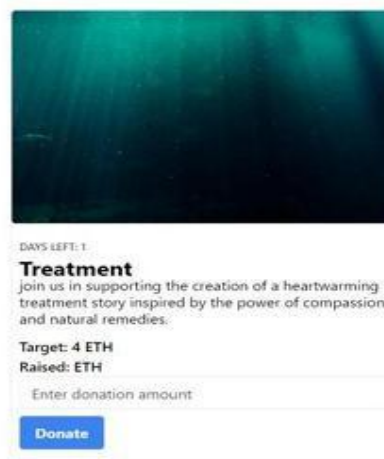 DAYS LEFT: 1
Treatment
join us in supporting the creation of a heartwarming
treatment story inspired by the power of compassion
and natural remedies.
Target: 4 ETH
Raised: ETH
Enter donation amount
Donate